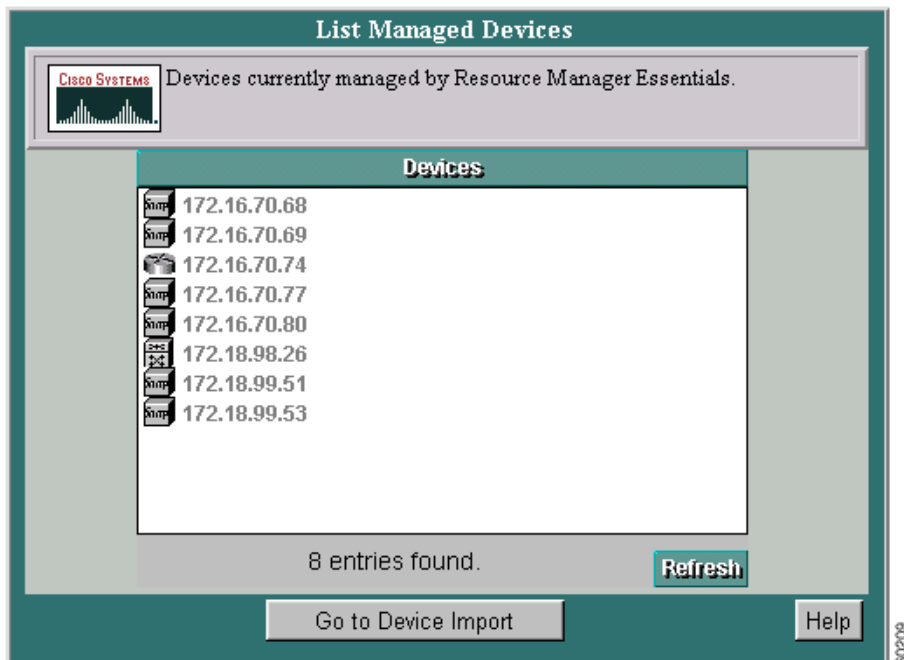 List Managed Devices
CISCO SYSTEMS
Devices currently managed by Resource Manager Essentials.
Devices
172.16.70.68
172.16.70.69
172.16.70.74
172.16.70.77
172.16.70.80
172.18.98.26
172.18.99.51
172.18.99.53
8 entries found.
Refresh
Go to Device Import
Help